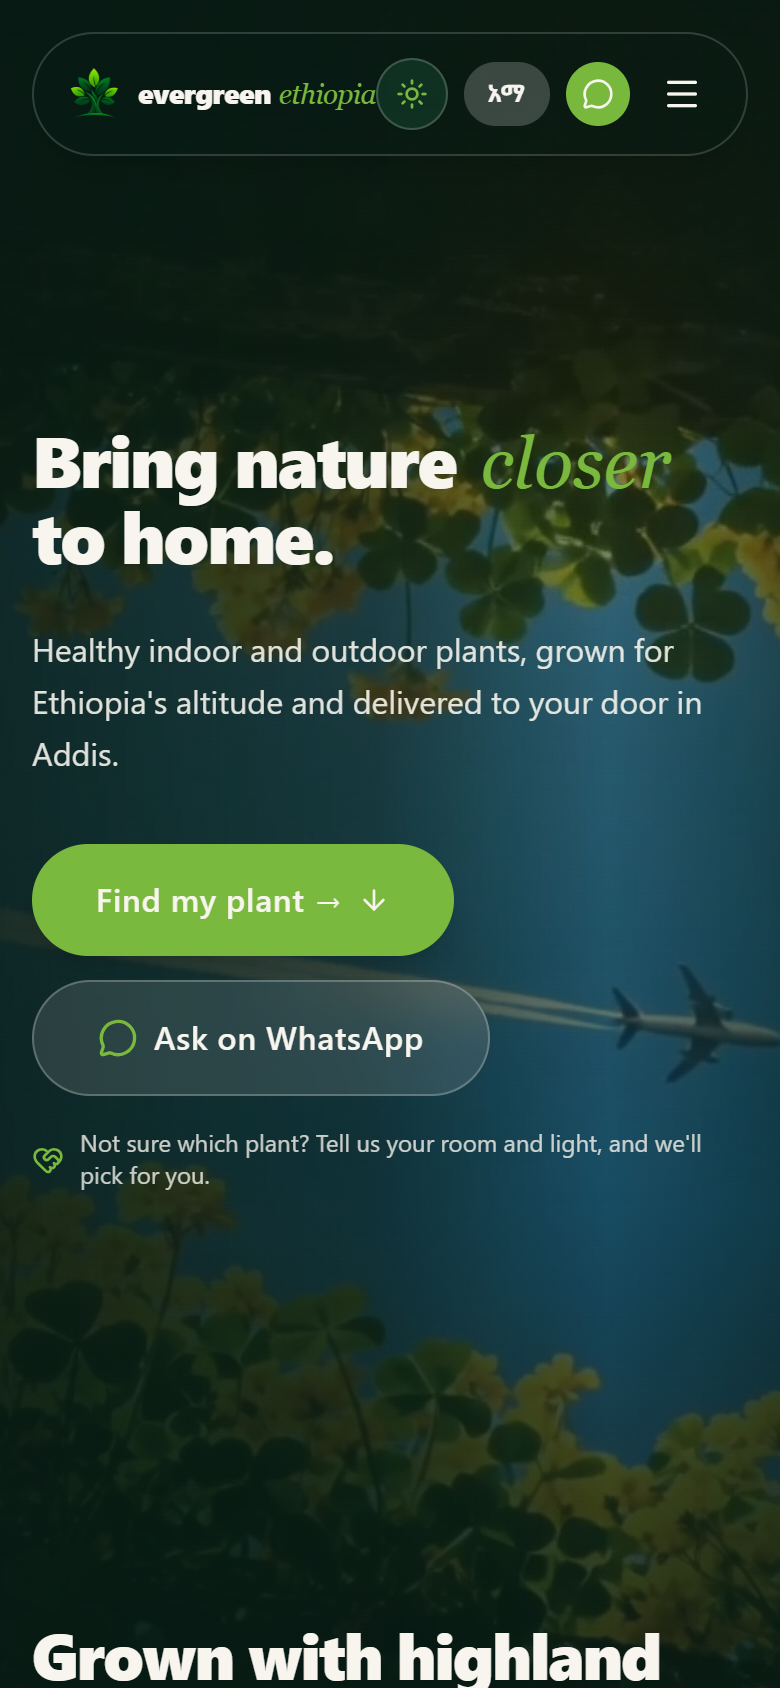 evergreen ethiopia አማ
Bring nature closer
to home.
Healthy indoor and outdoor plants, grown for
Ethiopia's altitude and delivered to your door in
Addis.
Find my plant → ↓
Ask on WhatsApp
Not sure which plant? Tell us your room and light, and we'll
pick for you.
Grown with highland